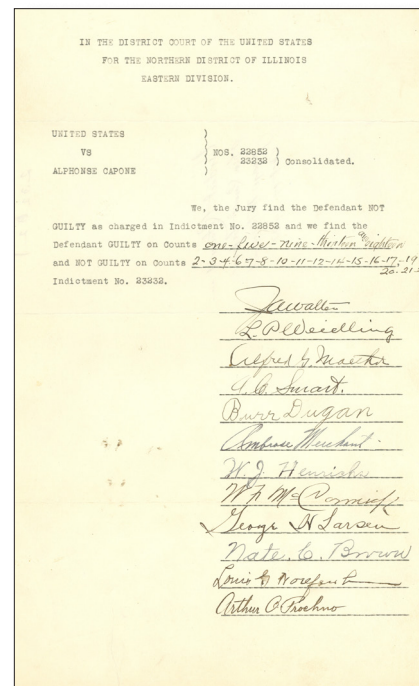 IN THE DISTRICT COURT OF THE UNITED STATES
FOR THE NORTHERN DISTRICT OF ILLINOIS
EASTERN DIVISION.
UNITED STATES )
VS ) NOS. 22852 )
23232 ) Consolidated.
ALPHONSE CAPONE )
We, the Jury find the Defendant NOT
GUILTY as charged in Indictment No. 22852 and we find the
Defendant GUILTY on Counts one-five-nine-thirteen & eighteen
and NOT GUILTY on Counts 2-3-4-6-7-8-10-11-12-14-15-16-17-19
20-21-
Indictment No. 23232.
L. P. Weidling
Alfred G. Maether
A. C. Smart.
Burr Dugan
Ambrose Merchant.
W. J. Henrichs
W. F. McCormick
George H Larsen
Nate. C. Brown
Louis G
Arthur O. Prochno